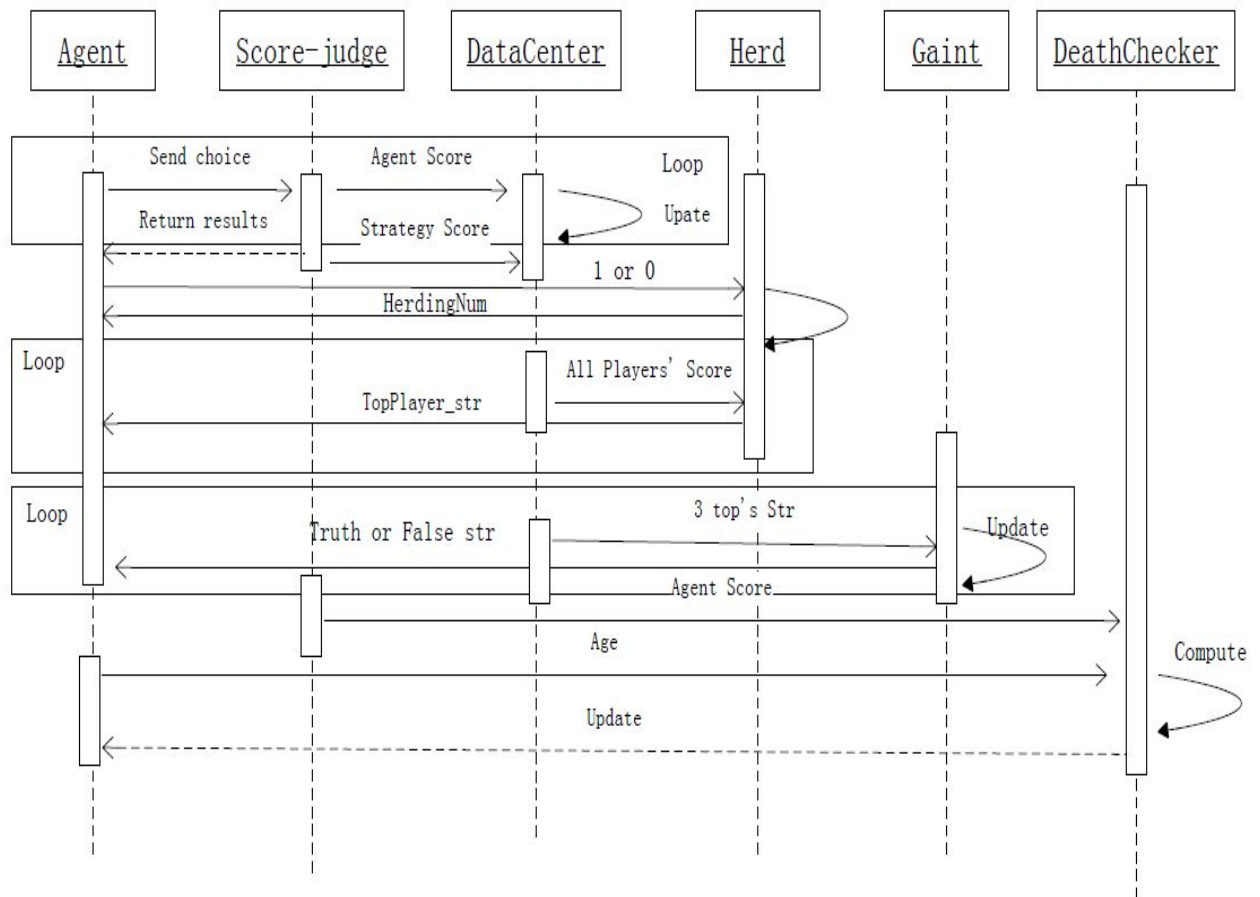 Agent
Score-judge
DataCenter
Herd
Gaint
DeathChecker
Send choice
Agent Score
Loop
Return results
Strategy Score
Upate
1 or 0
HerdingNum
Loop
All Players' Score
TopPlayer_str
Loop
3 top's Str
Truth or False str
Update
Agent Score
Age
Compute
Update